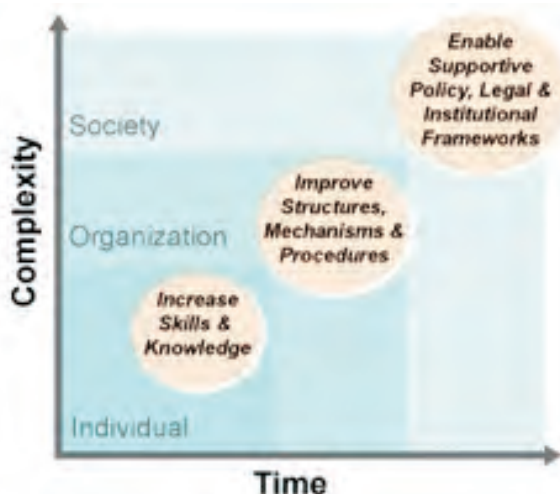 Complexity
Society
Organization
Individual
Enable
Supportive
Policy, Legal &
Institutional
Frameworks
Improve
Structures,
Mechanisms &
Procedures
Increase
Skills &
Knowledge
Time